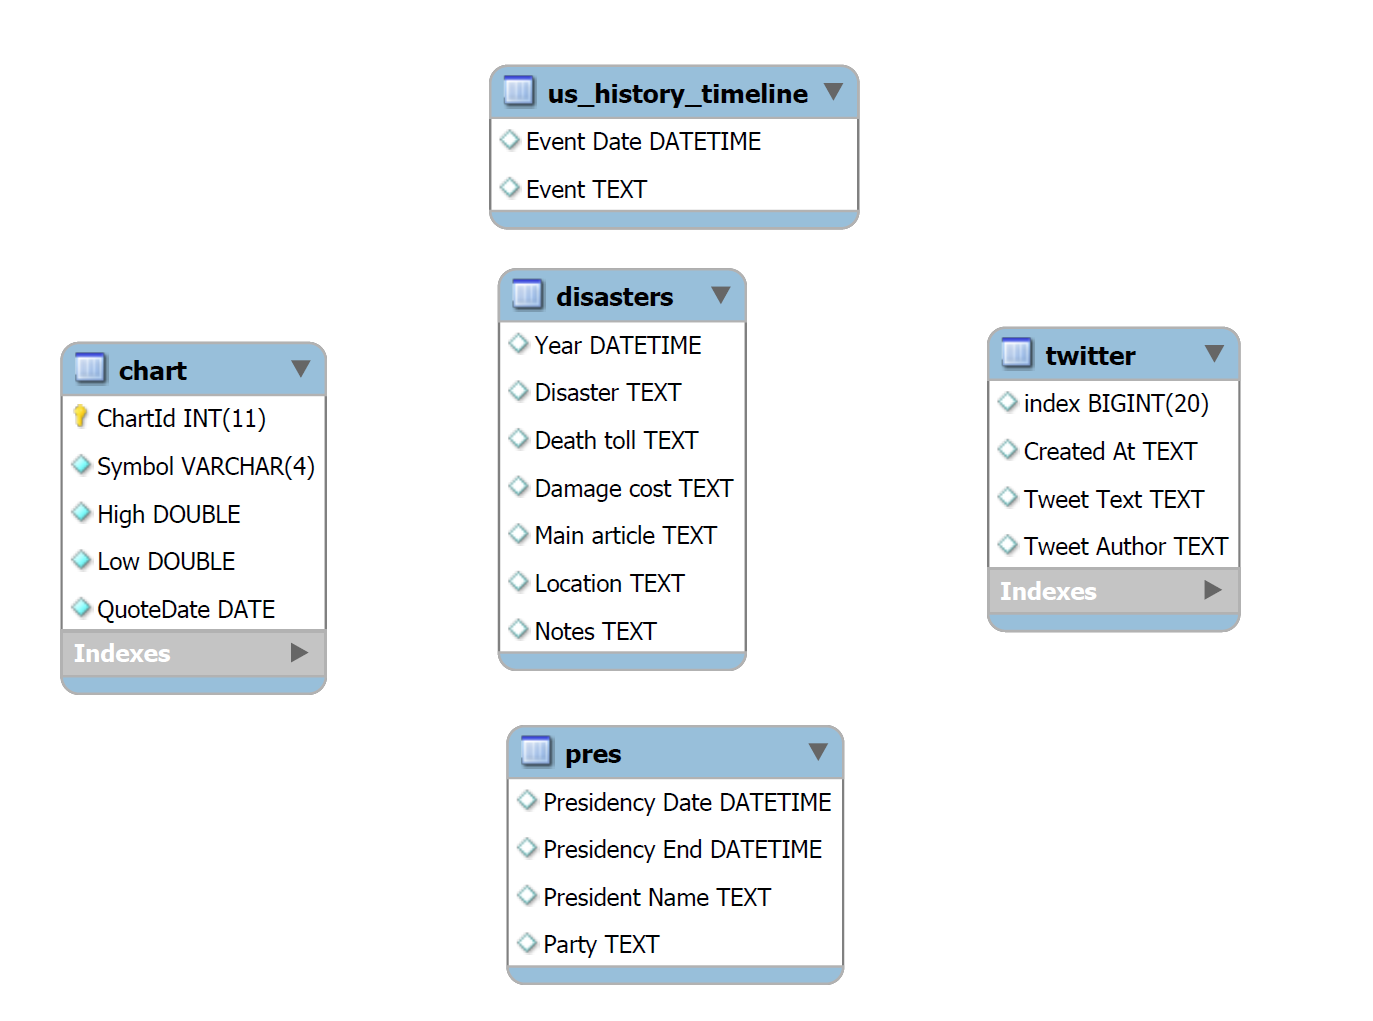 us_history_timeline
Event Date DATETIME
Event TEXT
disasters
Year DATETIME
Disaster TEXT
Death toll TEXT
Damage cost TEXT
Main article TEXT
Location TEXT
Notes TEXT
chart
ChartId INT(11)
Symbol VARCHAR(4)
High DOUBLE
Low DOUBLE
QuoteDate DATE
Indexes
twitter
index BIGINT(20)
Created At TEXT
Tweet Text TEXT
Tweet Author TEXT
Indexes
pres
Presidency Date DATETIME
Presidency End DATETIME
President Name TEXT
Party TEXT